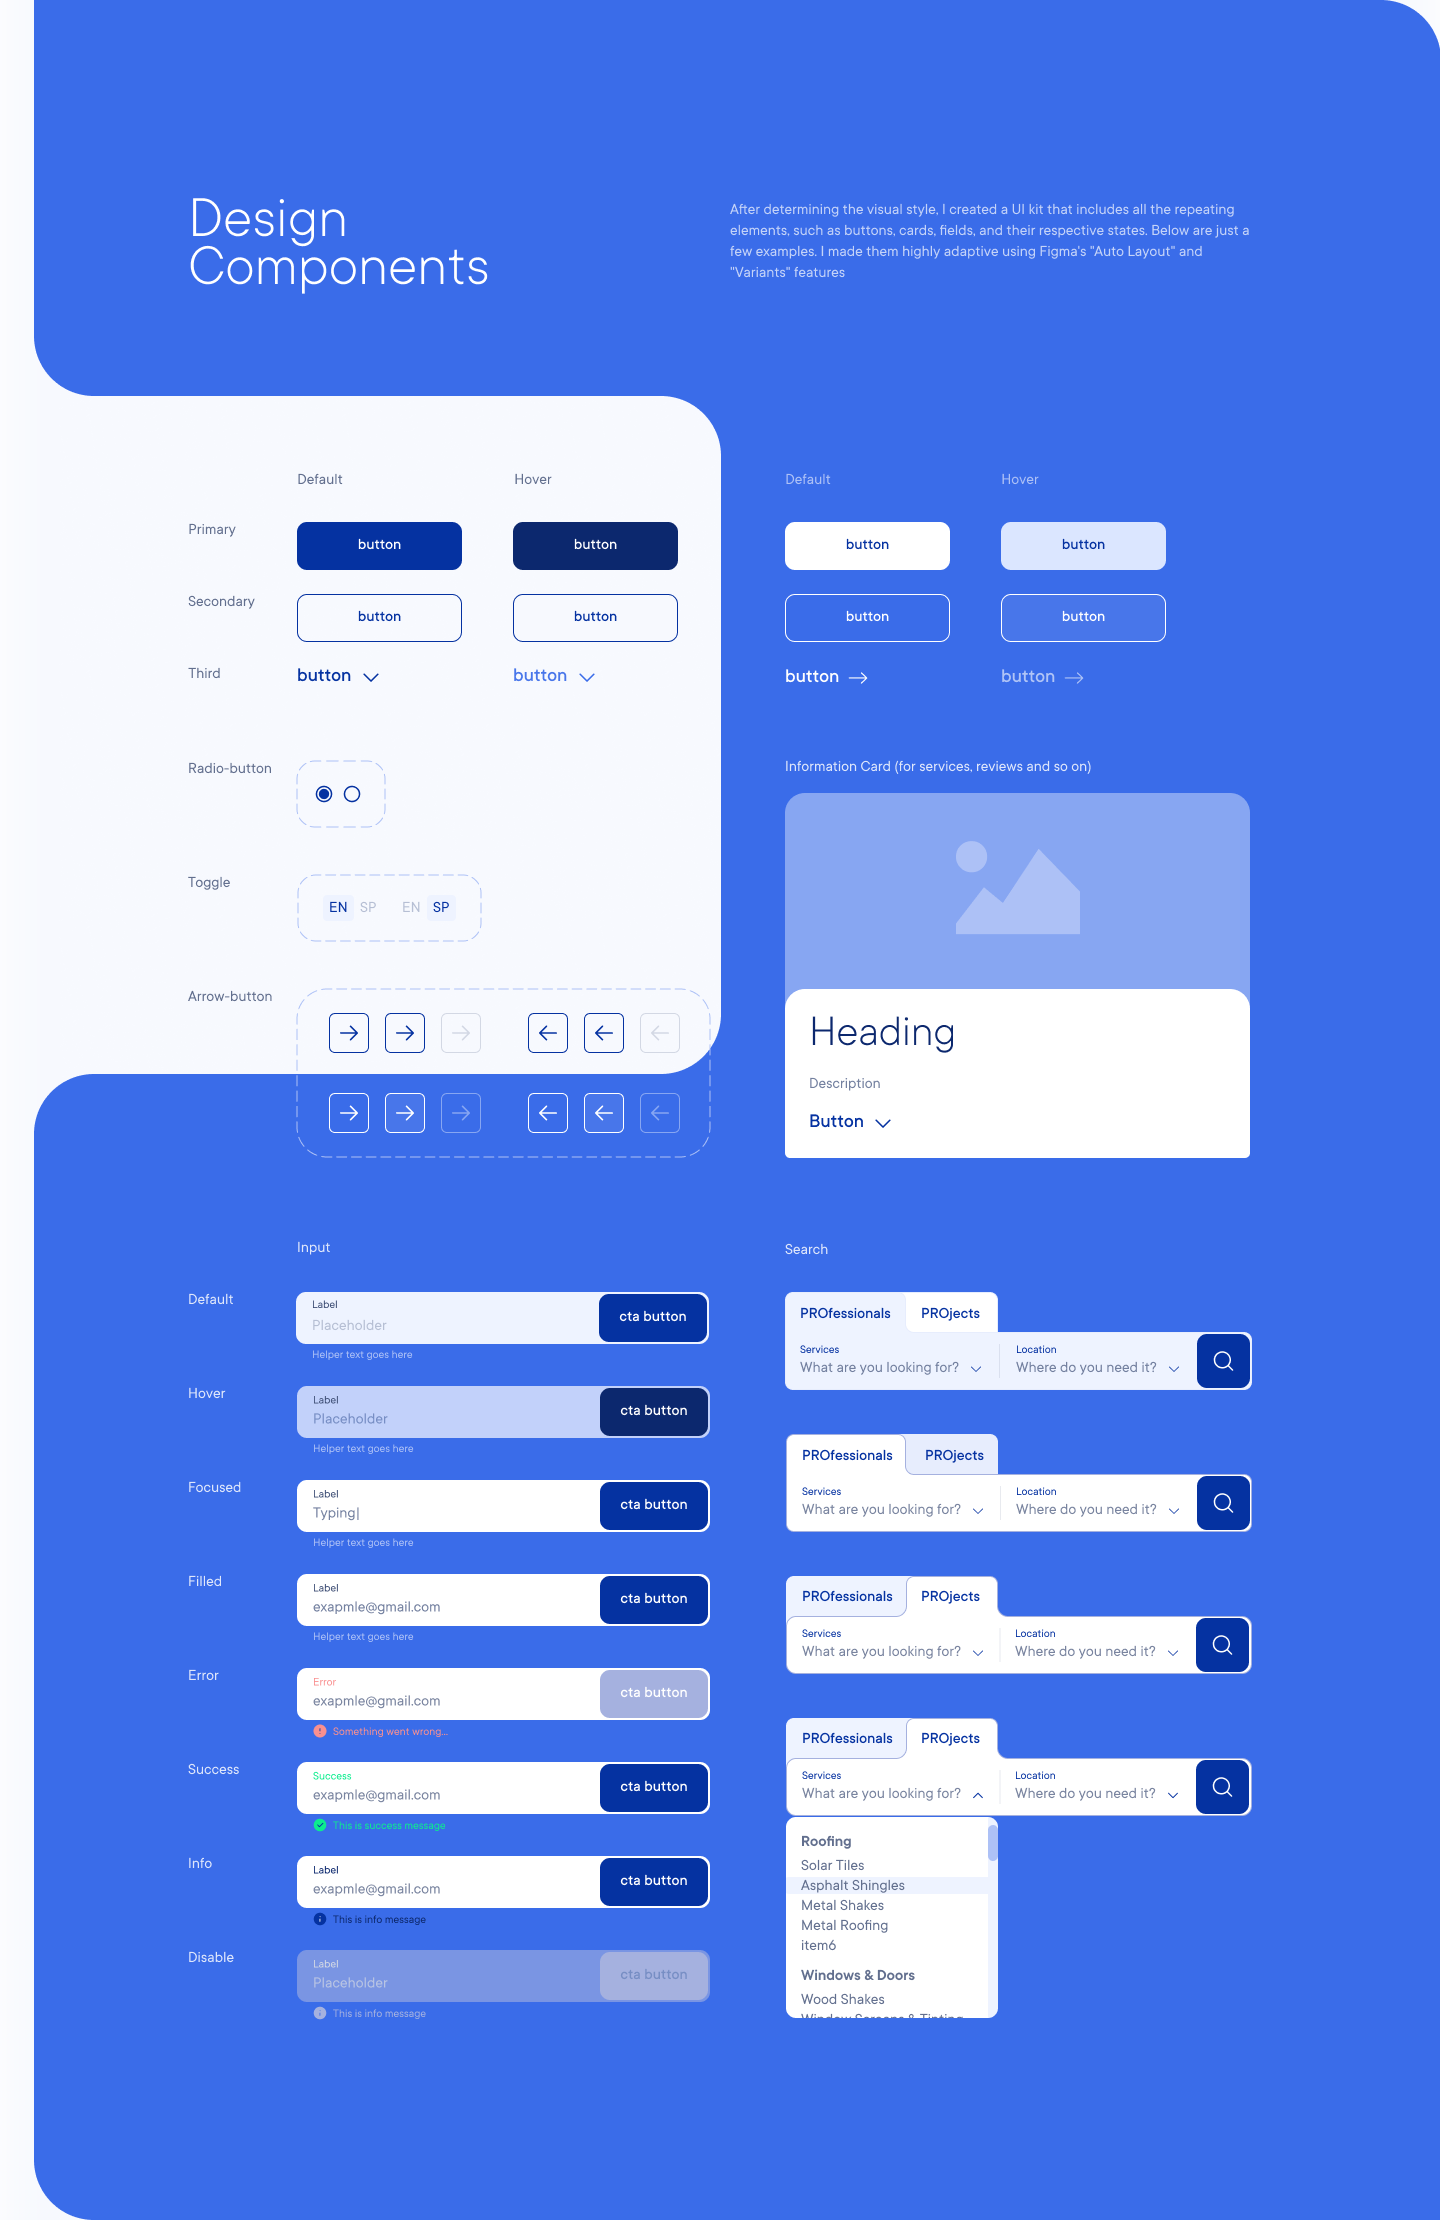 Design
Components
After determining the visual style, I created a UI kit that includes all the repeating
elements, such as buttons, cards, fields, and their respective states. Below are just a
few examples. I made them highly adaptive using Figma's "Auto Layout" and
"Variants" features
Default Hover
Primary button button
Secondary button button
Third button button
Default Hover
button button
button button
button button
Radio-button
Toggle
EN SP EN SP
Arrow-button
Information Card (for services, reviews and so on)
Heading
Description
Button
Input
Default
Label
Placeholder
cta button
Helper text goes here
Hover
Label
Placeholder
cta button
Helper text goes here
Focused
Label
Typing|
cta button
Helper text goes here
Filled
Label
exapmle@gmail.com
cta button
Helper text goes here
Error
Error
exapmle@gmail.com
cta button
Something went wrong...
Success
Success
exapmle@gmail.com
cta button
This is success message
Info
Label
exapmle@gmail.com
cta button
This is info message
Disable
Label
Placeholder
cta button
This is info message
Search
PROfessionals PROjects
Services Location
What are you looking for? Where do you need it?
PROfessionals PROjects
Services Location
What are you looking for? Where do you need it?
PROfessionals PROjects
Services Location
What are you looking for? Where do you need it?
PROfessionals PROjects
Services Location
What are you looking for? Where do you need it?
Roofing
Solar Tiles
Asphalt Shingles
Metal Shakes
Metal Roofing
item6
Windows & Doors
Wood Shakes
Window Screens & Tinting